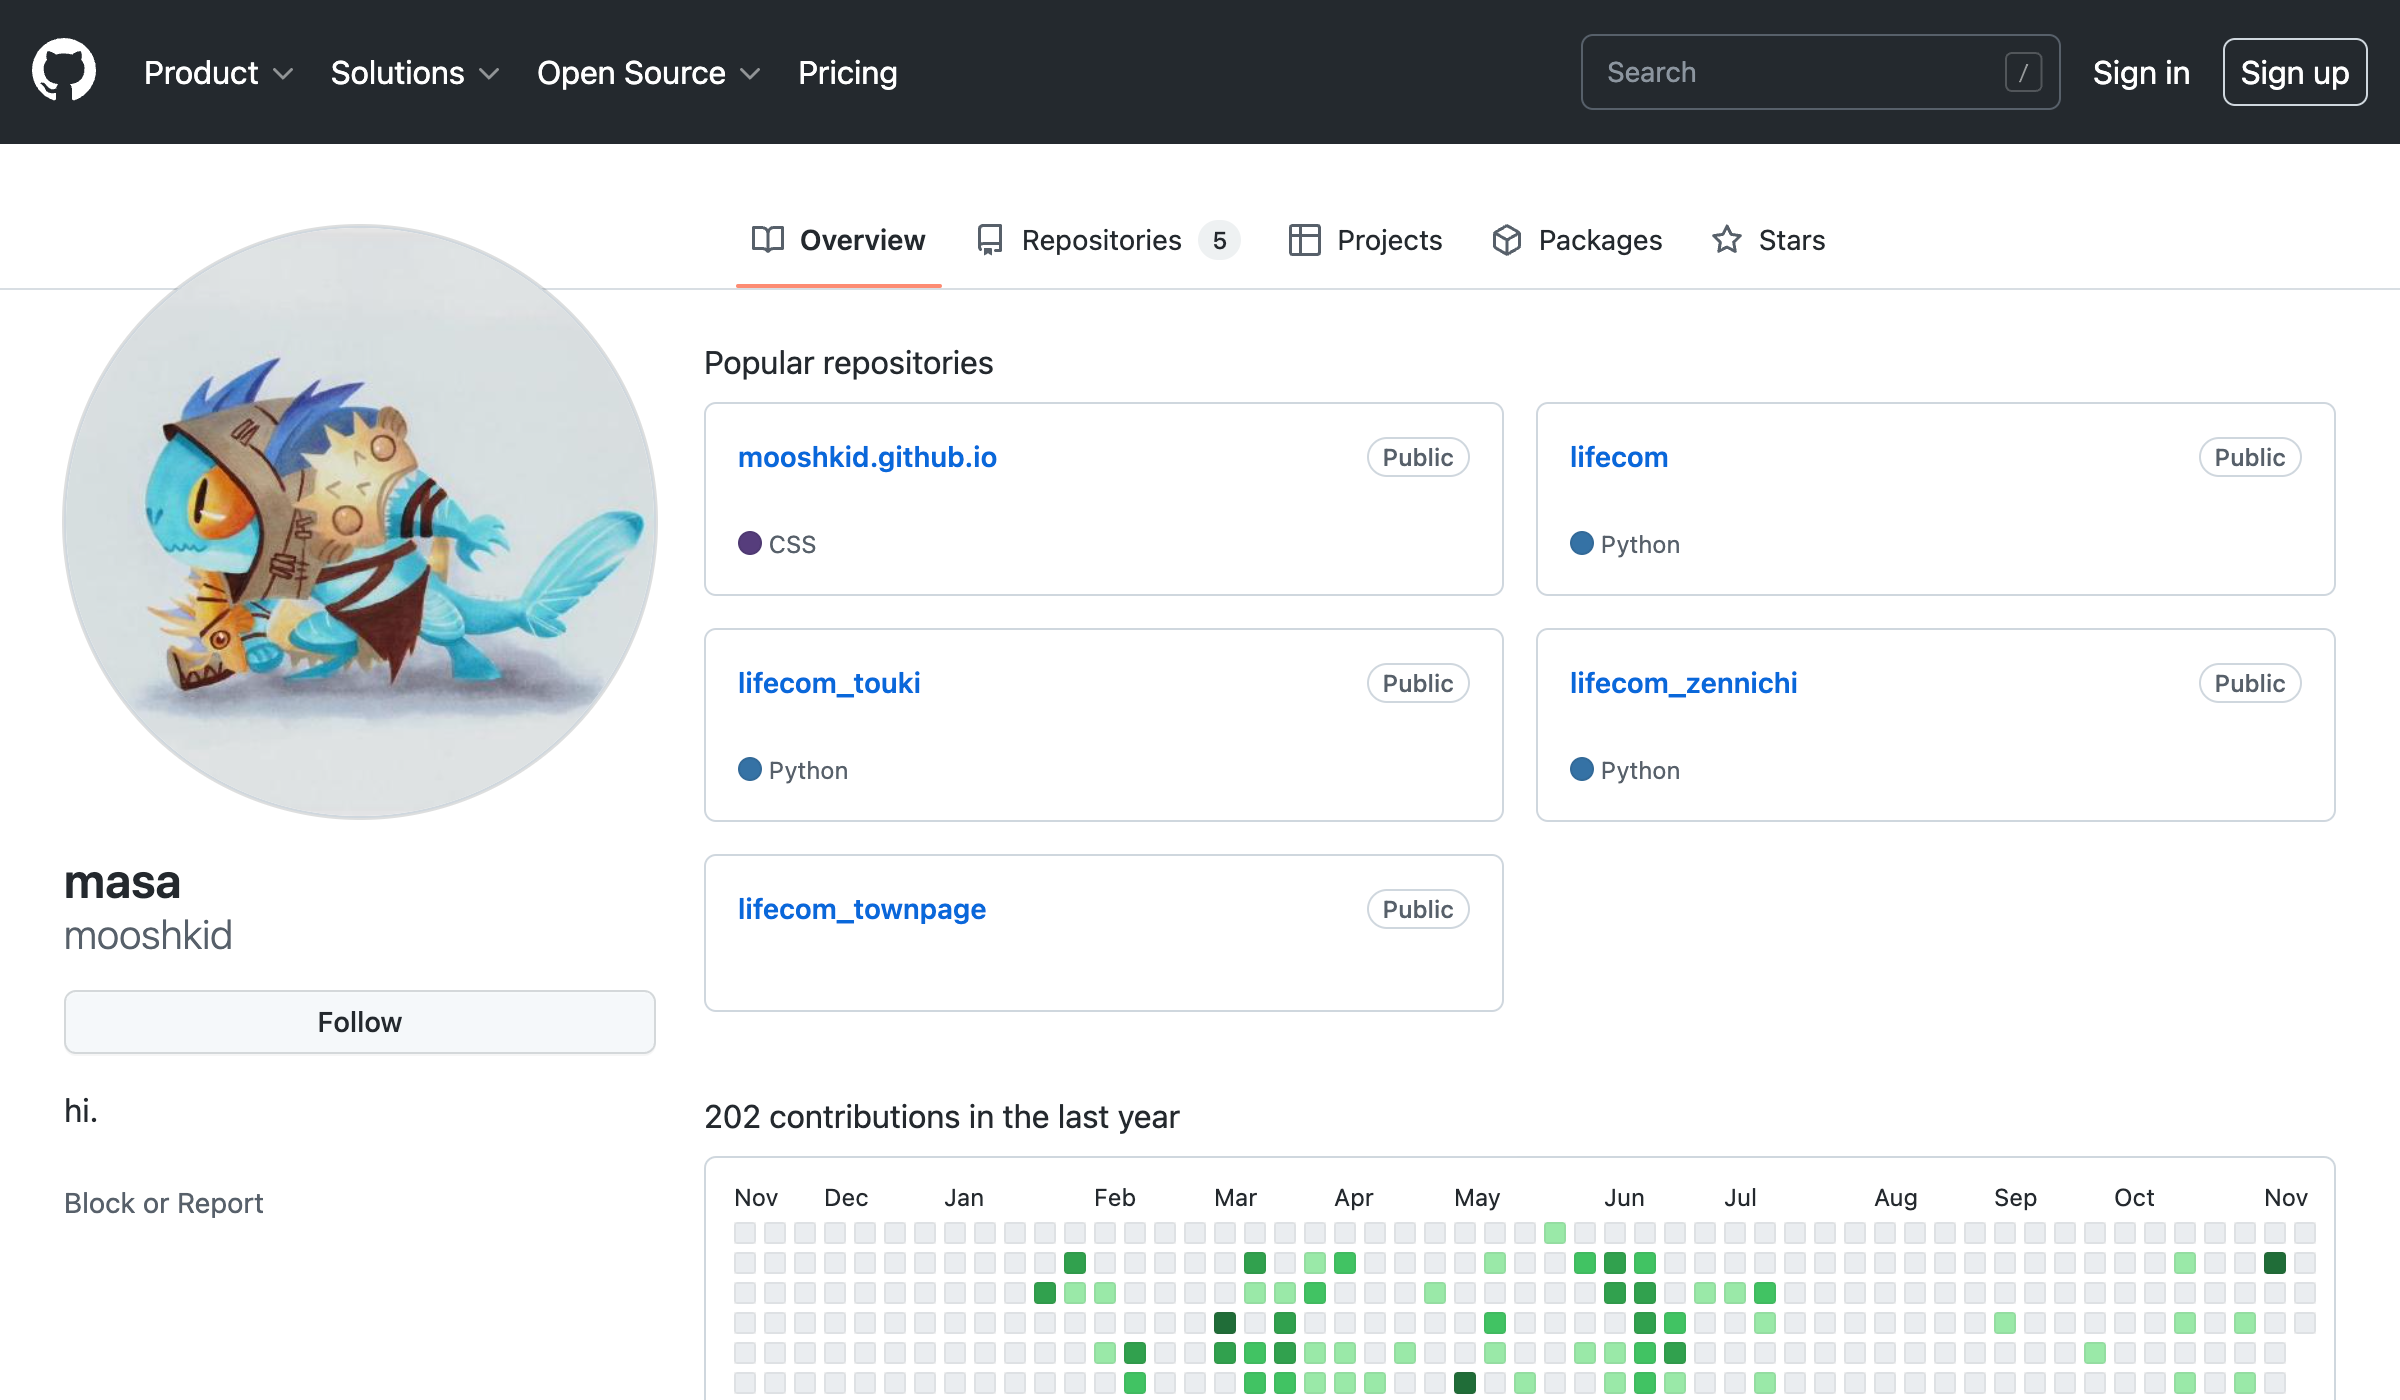 Product Solutions Open Source Pricing Search / Sign in Sign up
Overview Repositories 5 Projects Packages Stars
masa
mooshkid
Follow
hi.
Block or Report
Popular repositories
mooshkid.github.io Public
CSS
lifecom Public
Python
lifecom_touki Public
Python
lifecom_zennichi Public
Python
lifecom_townpage Public
202 contributions in the last year
Nov Dec Jan Feb Mar Apr May Jun Jul Aug Sep Oct Nov